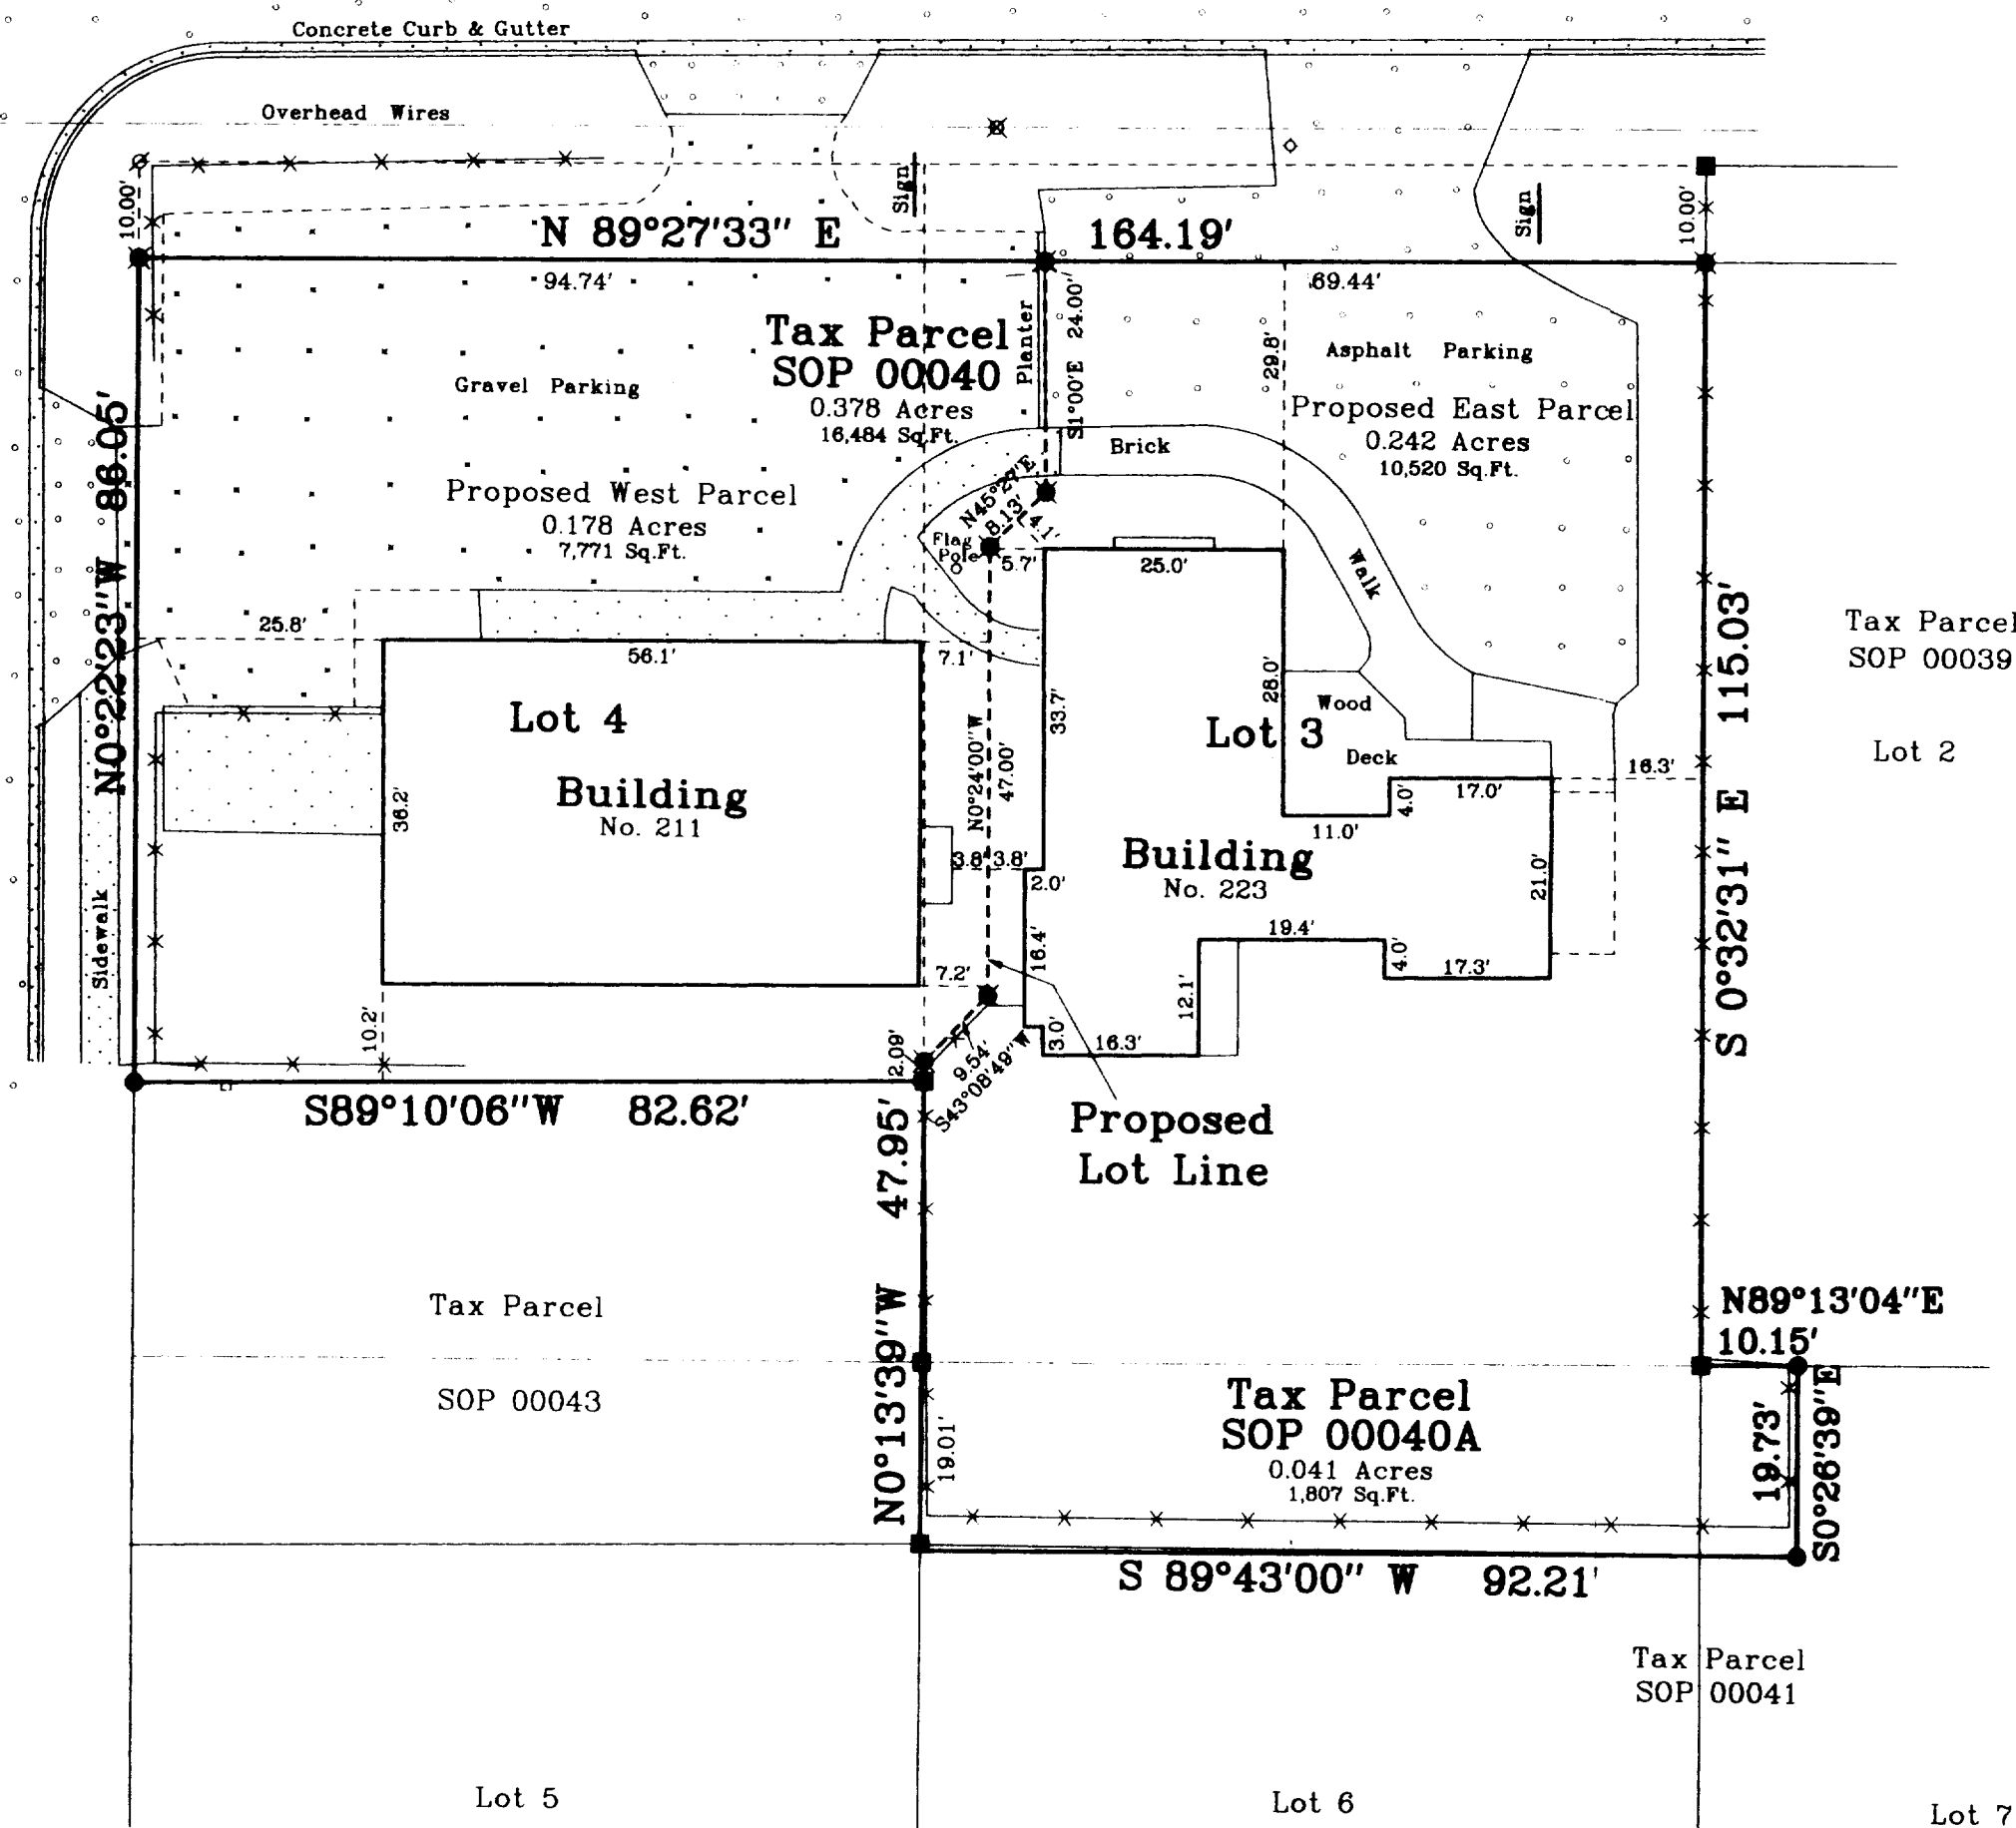 Concrete Curb & Gutter
Overhead Wires
Sign
Sign
10.00'
10.00'
N 89°27'33" E 164.19'
94.74'
69.44'
Tax Parcel
SOP 00040
0.378 Acres
16,484 Sq.Ft.
Planter
S1°00'E 24.00'
29.8'
Asphalt Parking
Gravel Parking
Proposed East Parcel
0.242 Acres
10,520 Sq.Ft.
Brick
Walk
Proposed West Parcel
0.178 Acres
7,771 Sq.Ft.
N45°27'E
8.13'
4.1'
Flag
Pole
5.7'
25.0'
N0°22'23"W 86.05'
25.8'
56.1'
7.1'
33.7'
28.0'
Wood
Deck
Tax Parcel
SOP 00039
Lot 2
Lot 4
Building
No. 211
36.2'
N0°24'00"W
47.00'
Lot 3
16.3'
17.0'
4.0'
11.0'
Building
No. 223
3.8' 3.8'
2.0'
21.0'
S 0°32'31" E 115.03'
Sidewalk
16.4'
19.4'
4.0'
17.3'
7.2'
12.1'
10.2'
3.0'
16.3'
2.09'
9.54'
S43°08'49"W
S89°10'06"W 82.62'
Proposed
Lot Line
N0°13'39"W 47.95'
Tax Parcel
SOP 00043
N89°13'04"E
10.15'
Tax Parcel
SOP 00040A
0.041 Acres
1,807 Sq.Ft.
19.01'
19.73'
S0°26'39"E
S 89°43'00" W 92.21'
Tax Parcel
SOP 00041
Lot 5
Lot 6
Lot 7